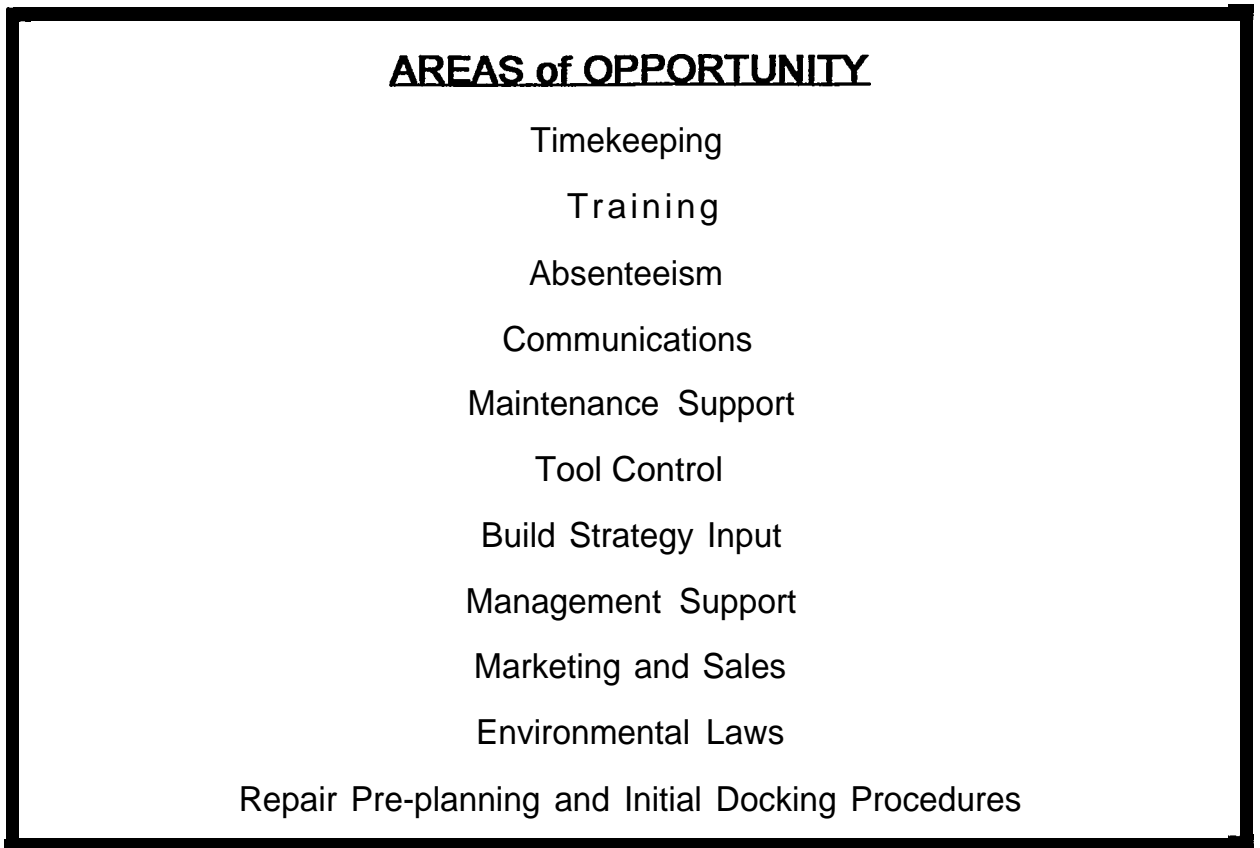 AREAS of OPPORTUNITY
Timekeeping
Training
Absenteeism
Communications
Maintenance Support
Tool Control
Build Strategy Input
Management Support
Marketing and Sales
Environmental Laws
Repair Pre-planning and Initial Docking Procedures